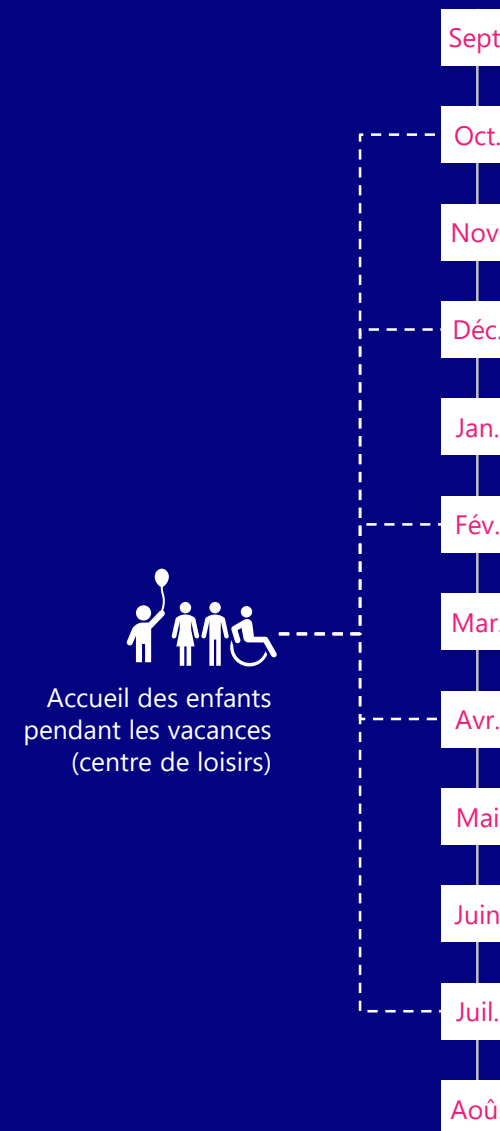 Sept
Oct.
Nov
Déc.
Jan.
Fév.
Mar.
Accueil des enfants
pendant les vacances
(centre de loisirs)
Avr.
Mai
Juin
Juil.
Aoû